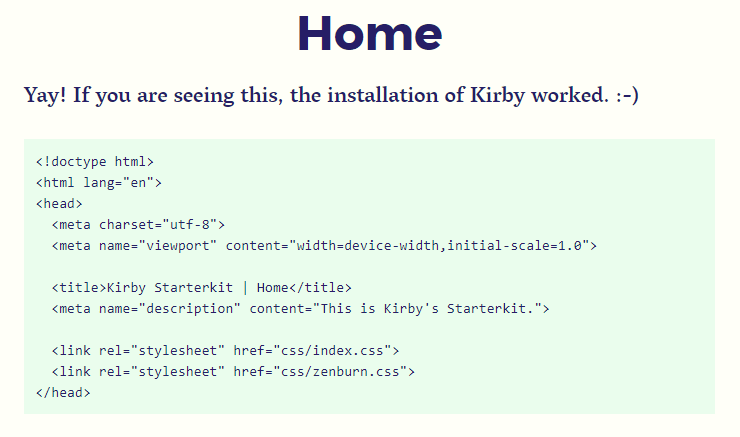 Home
Yay! If you are seeing this, the installation of Kirby worked. :-)
<!doctype html>
<html lang="en">
<head>
  <meta charset="utf-8">
  <meta name="viewport" content="width=device-width,initial-scale=1.0">

  <title>Kirby Starterkit | Home</title>
  <meta name="description" content="This is Kirby's Starterkit.">

  <link rel="stylesheet" href="css/index.css">
  <link rel="stylesheet" href="css/zenburn.css">
</head>